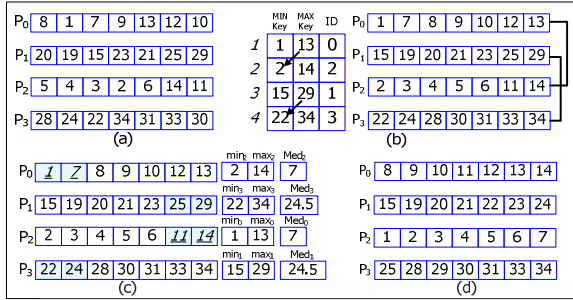 P0 8 1 7 9 13 12 10
P1 20 19 15 23 21 25 29
P2 5 4 3 2 6 14 11
P3 28 24 22 34 31 33 30
(a)
MIN Key MAX Key ID
1 1 13 0
2 2 14 2
3 15 29 1
4 22 34 3
P0 1 7 8 9 10 12 13
P1 15 19 20 21 23 25 29
P2 2 3 4 5 6 11 14
P3 22 24 28 30 31 33 34
(b)
min2 max2 Med2
P0 1 7 8 9 10 12 13 2 14 7
min3 max3 Med3
P1 15 19 20 21 23 25 29 22 34 24.5
min0 max0 Med0
P2 2 3 4 5 6 11 14 1 13 7
min1 max1 Med1
P3 22 24 28 30 31 33 34 15 29 24.5
(c)
P0 8 9 10 11 12 13 14
P1 15 19 20 21 22 23 24
P2 1 2 3 4 5 6 7
P3 25 28 29 30 31 33 34
(d)